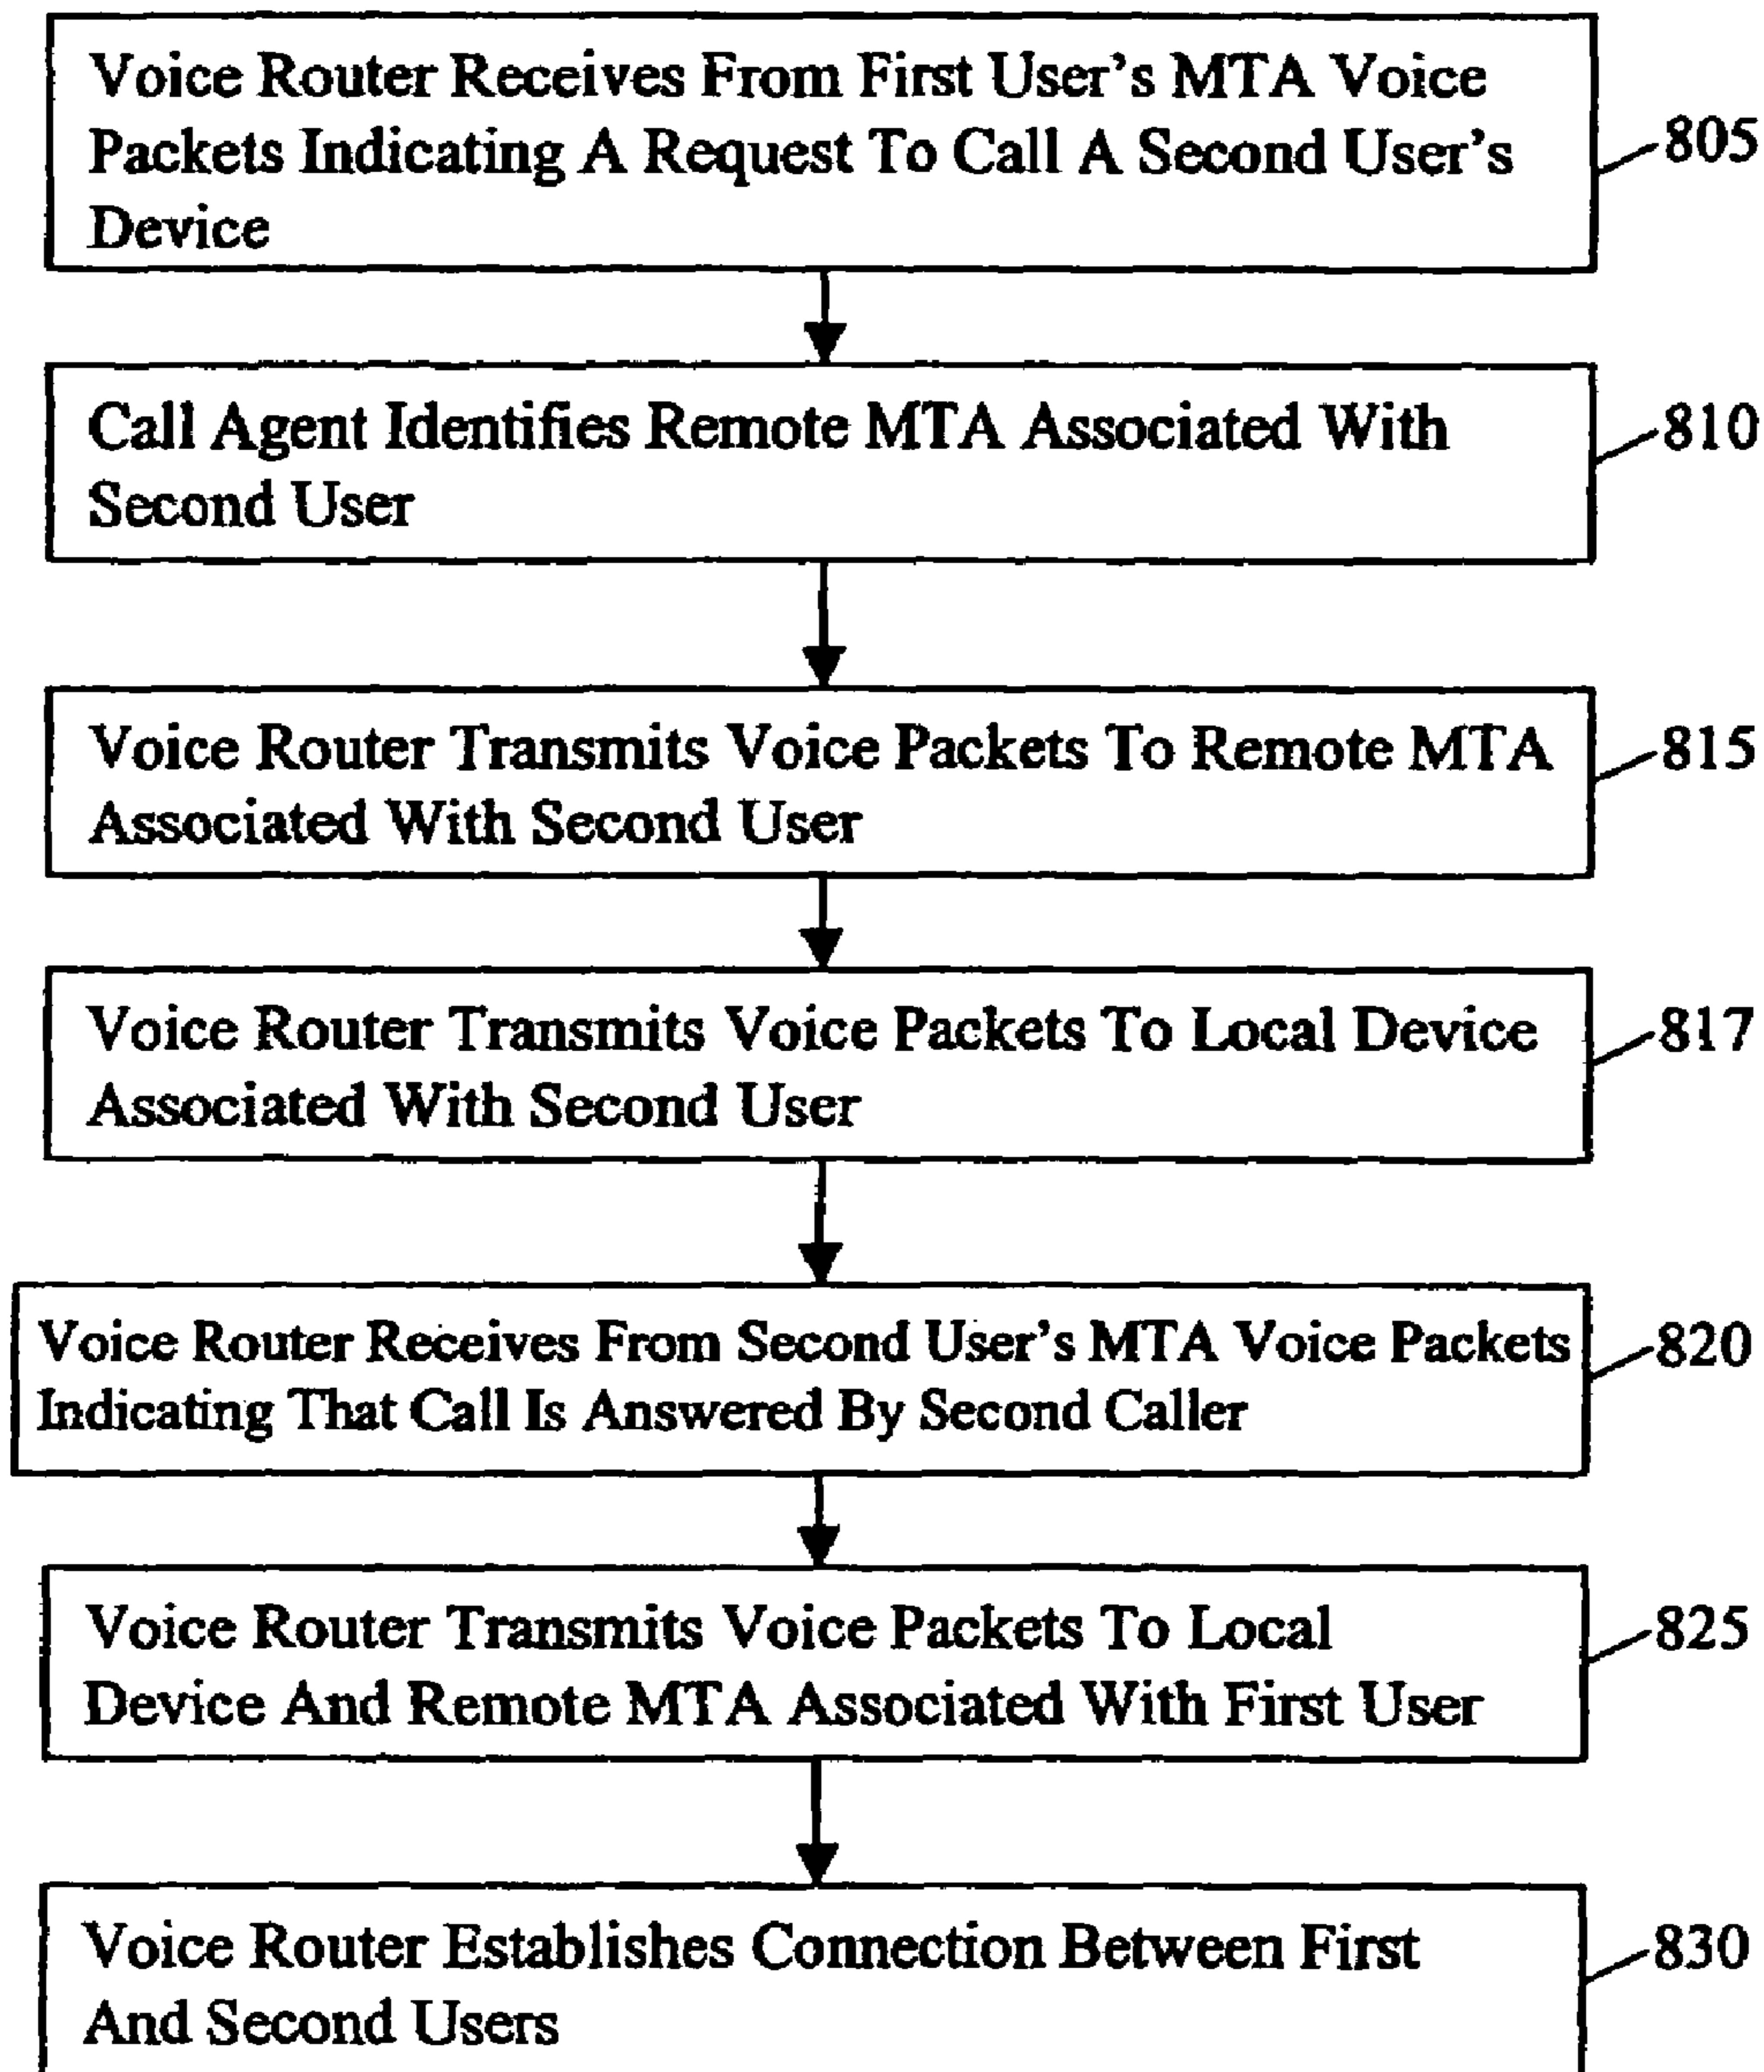 Voice Router Receives From First User's MTA Voice
Packets Indicating A Request To Call A Second User's
Device
805
Call Agent Identifies Remote MTA Associated With
Second User
810
Voice Router Transmits Voice Packets To Remote MTA
Associated With Second User
815
Voice Router Transmits Voice Packets To Local Device
Associated With Second User
817
Voice Router Receives From Second User's MTA Voice Packets
Indicating That Call Is Answered By Second Caller
820
Voice Router Transmits Voice Packets To Local
Device And Remote MTA Associated With First User
825
Voice Router Establishes Connection Between First
And Second Users
830